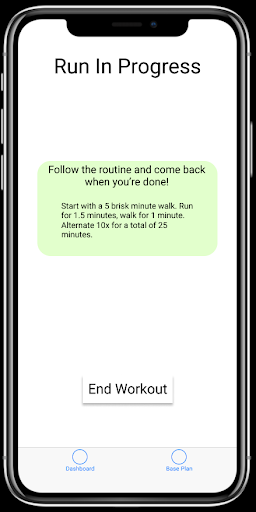 Run In Progress
Follow the routine and come back
when you're done!
Start with a 5 brisk minute walk. Run
for 1.5 minutes, walk for 1 minute.
Alternate 10x for a total of 25
minutes.
End Workout
Dashboard
Base Plan